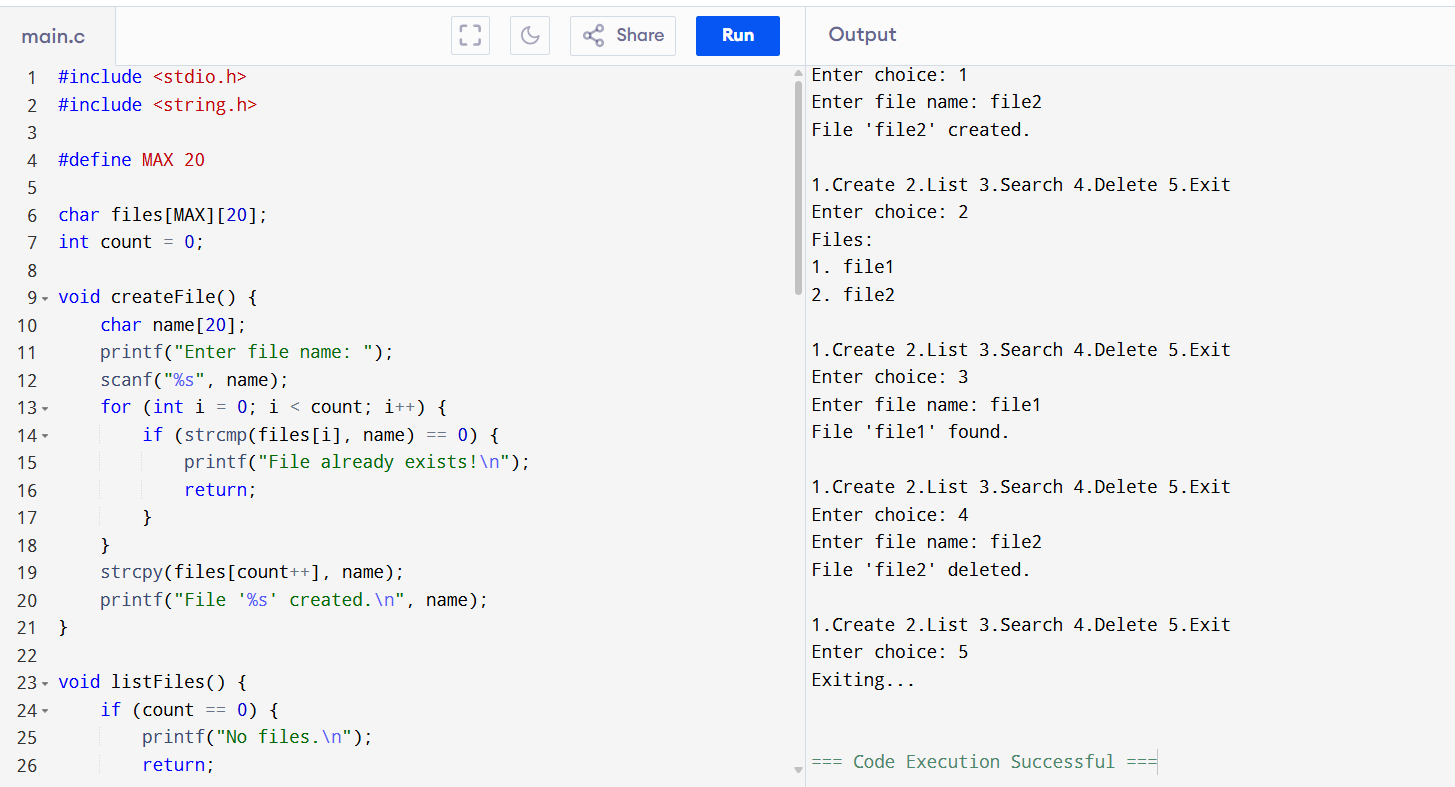 main.c
Share
Run
Output
1 #include <stdio.h>
2 #include <string.h>
3
4 #define MAX 20
5
6 char files[MAX][20];
7 int count = 0;
8
9 void createFile() {
10     char name[20];
11     printf("Enter file name: ");
12     scanf("%s", name);
13     for (int i = 0; i < count; i++) {
14         if (strcmp(files[i], name) == 0) {
15             printf("File already exists!\n");
16             return;
17         }
18     }
19     strcpy(files[count++], name);
20     printf("File '%s' created.\n", name);
21 }
22
23 void listFiles() {
24     if (count == 0) {
25         printf("No files.\n");
26         return;
Enter choice: 1
Enter file name: file2
File 'file2' created.

1.Create 2.List 3.Search 4.Delete 5.Exit
Enter choice: 2
Files:
1. file1
2. file2

1.Create 2.List 3.Search 4.Delete 5.Exit
Enter choice: 3
Enter file name: file1
File 'file1' found.

1.Create 2.List 3.Search 4.Delete 5.Exit
Enter choice: 4
Enter file name: file2
File 'file2' deleted.

1.Create 2.List 3.Search 4.Delete 5.Exit
Enter choice: 5
Exiting...

=== Code Execution Successful ===